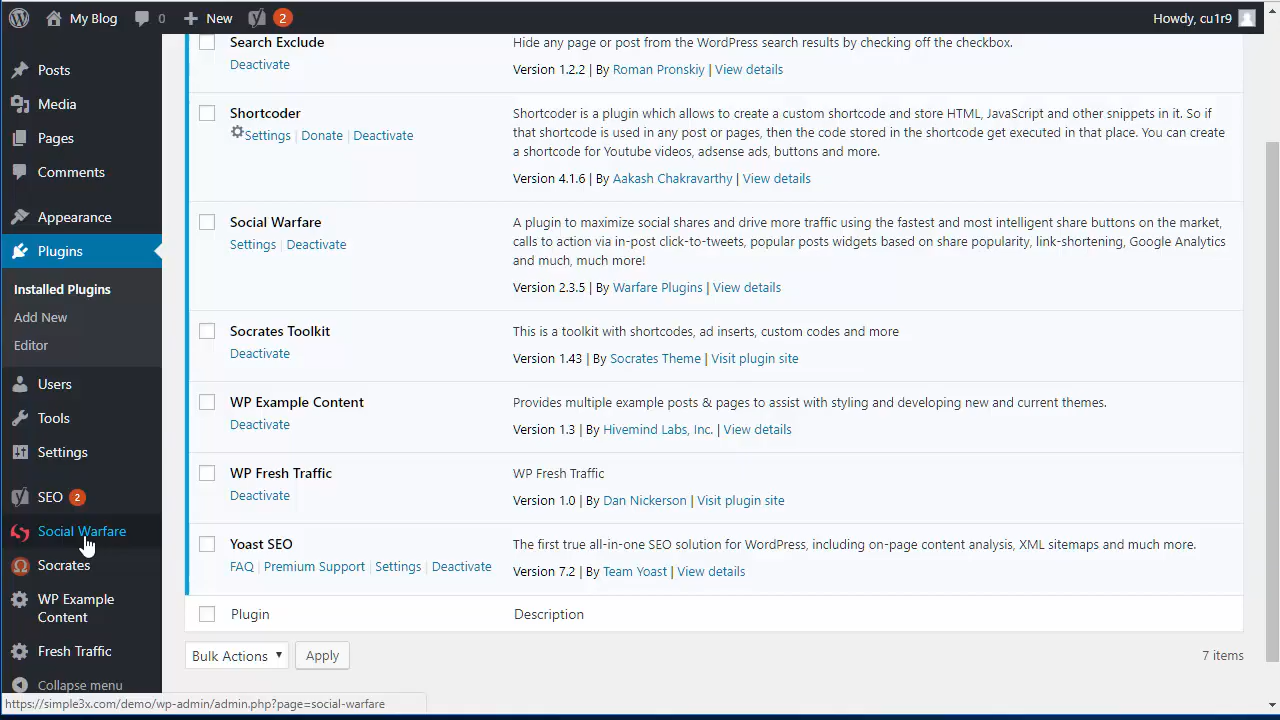 My Blog 0 New 2 Howdy, cu1r9
Posts
Media
Pages
Comments
Appearance
Plugins
Installed Plugins
Add New
Editor
Users
Tools
Settings
SEO 2
Social Warfare
Socrates
WP Example
Content
Fresh Traffic
Collapse menu
Search Exclude
Deactivate
Hide any page or post from the WordPress search results by checking off the checkbox.
Version 1.2.2 | By Roman Pronskiy | View details
Shortcoder
Settings | Donate | Deactivate
Shortcoder is a plugin which allows to create a custom shortcode and store HTML, JavaScript and other snippets in it. So if
that shortcode is used in any post or pages, then the code stored in the shortcode get executed in that place. You can create
a shortcode for Youtube videos, adsense ads, buttons and more.
Version 4.1.6 | By Aakash Chakravarthy | View details
Social Warfare
Settings | Deactivate
A plugin to maximize social shares and drive more traffic using the fastest and most intelligent share buttons on the market,
calls to action via in-post click-to-tweets, popular posts widgets based on share popularity, link-shortening, Google Analytics
and much, much more!
Version 2.3.5 | By Warfare Plugins | View details
Socrates Toolkit
Deactivate
This is a toolkit with shortcodes, ad inserts, custom codes and more
Version 1.43 | By Socrates Theme | Visit plugin site
WP Example Content
Deactivate
Provides multiple example posts & pages to assist with styling and developing new and current themes.
Version 1.3 | By Hivemind Labs, Inc. | View details
WP Fresh Traffic
Deactivate
WP Fresh Traffic
Version 1.0 | By Dan Nickerson | Visit plugin site
Yoast SEO
FAQ | Premium Support | Settings | Deactivate
The first true all-in-one SEO solution for WordPress, including on-page content analysis, XML sitemaps and much more.
Version 7.2 | By Team Yoast | View details
Plugin Description
Bulk Actions Apply 7 items
https://simple3x.com/demo/wp-admin/admin.php?page=social-warfare